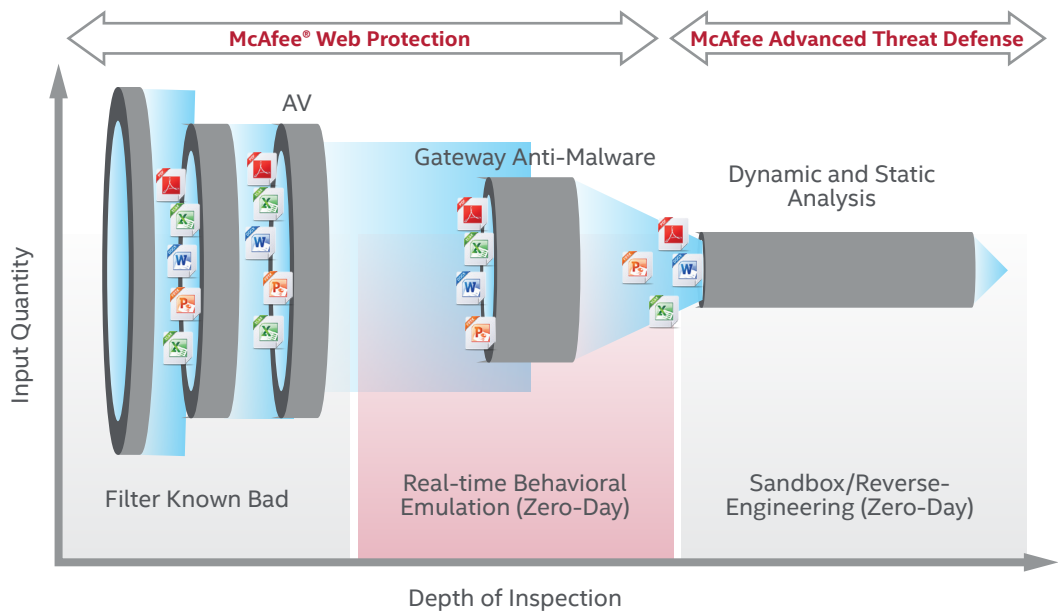 McAfee® Web Protection
McAfee Advanced Threat Defense
AV
Gateway Anti-Malware
Dynamic and Static
Analysis
Input Quantity
Filter Known Bad
Real-time Behavioral
Emulation (Zero-Day)
Sandbox/Reverse-
Engineering (Zero-Day)
Depth of Inspection